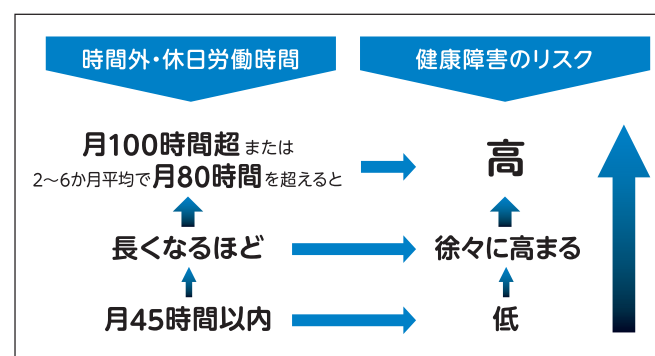 時間外・休日労働時間
健康障害のリスク
月100時間超または
2〜6か月平均で月80時間を超えると
高
長くなるほど
徐々に高まる
月45時間以内
低